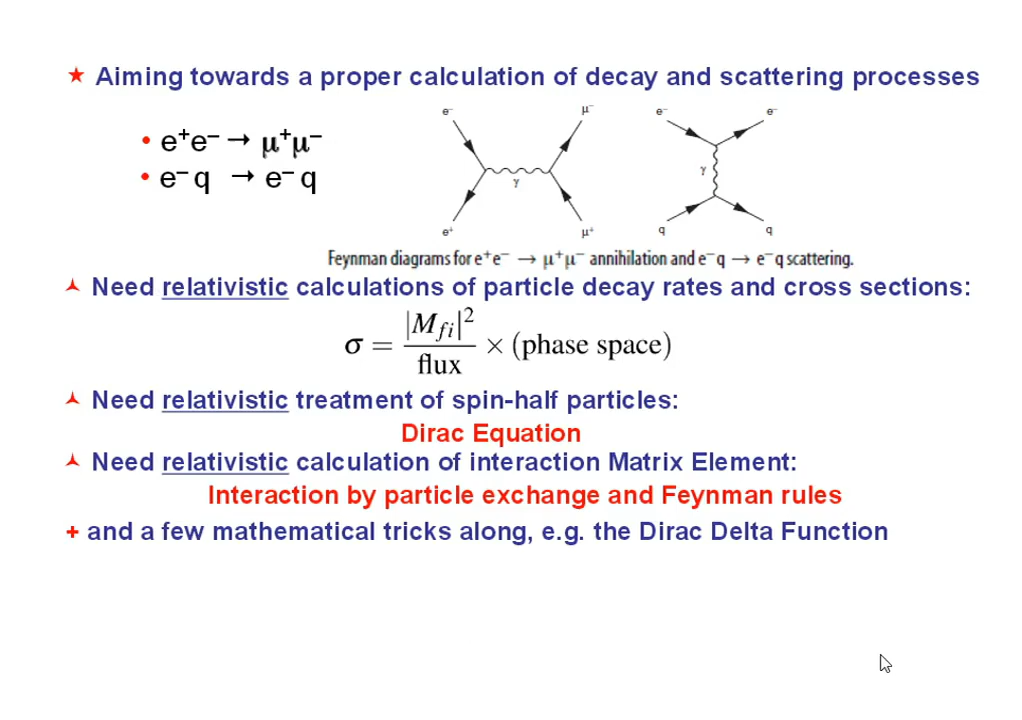 ★ Aiming towards a proper calculation of decay and scattering processes
• e⁺e⁻ → μ⁺μ⁻
• e⁻ q → e⁻ q
e⁻ μ⁻ e⁻ e⁻
γ γ
e⁺ μ⁺ q q
Feynman diagrams for e⁺e⁻ → μ⁺μ⁻ annihilation and e⁻q → e⁻q scattering.
Need relativistic calculations of particle decay rates and cross sections:
σ = |M_{fi}|² / flux × (phase space)
Need relativistic treatment of spin-half particles:
Dirac Equation
Need relativistic calculation of interaction Matrix Element:
Interaction by particle exchange and Feynman rules
+ and a few mathematical tricks along, e.g. the Dirac Delta Function